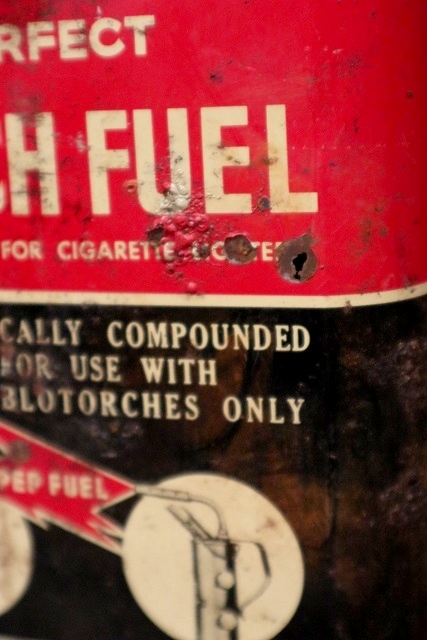 RFECT
CH FUEL
FOR CIGARETTE
CALLY COMPOUNDED
FOR USE WITH
BLOTORCHES ONLY
PEP FUEL